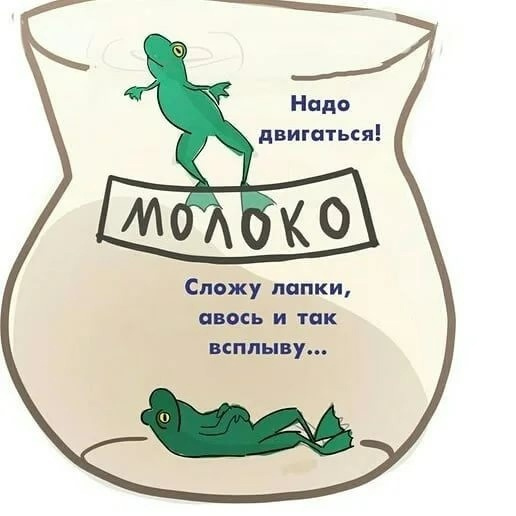 Надо
двигаться!
МОЛОКО
Сложу лапки,
авось и так
всплыву...